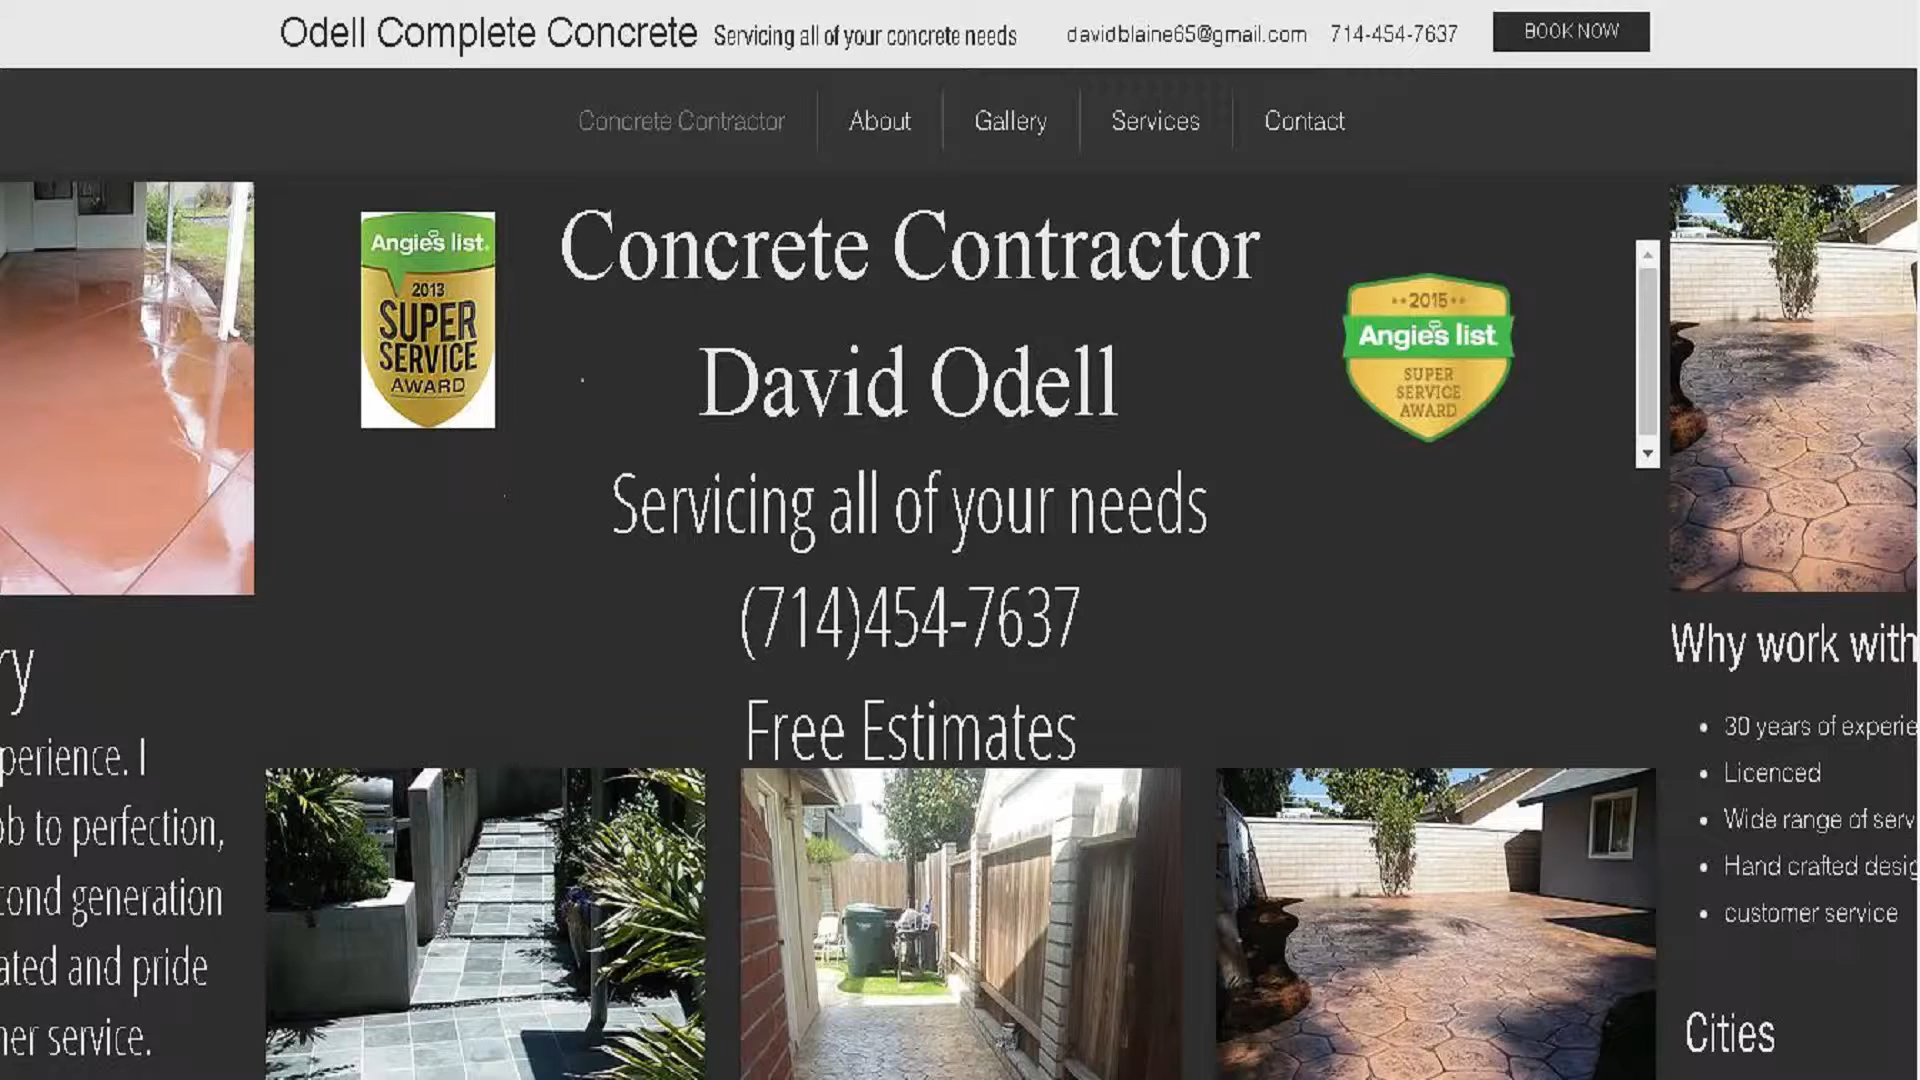 Odell Complete Concrete Servicing all of your concrete needs davidblaine65@gmail.com 714-454-7637 BOOK NOW
Concrete Contractor About Gallery Services Contact
Angie's list.
2013
SUPER
SERVICE
AWARD
Concrete Contractor
David Odell
Servicing all of your needs
(714)454-7637
Free Estimates
2015
Angie's list
SUPER
SERVICE
AWARD
perience. I
ob to perfection,
cond generation
ated and pride
ner service.
Why work with
30 years of experie
Licenced
Wide range of serv
Hand crafted desig
customer service
Cities